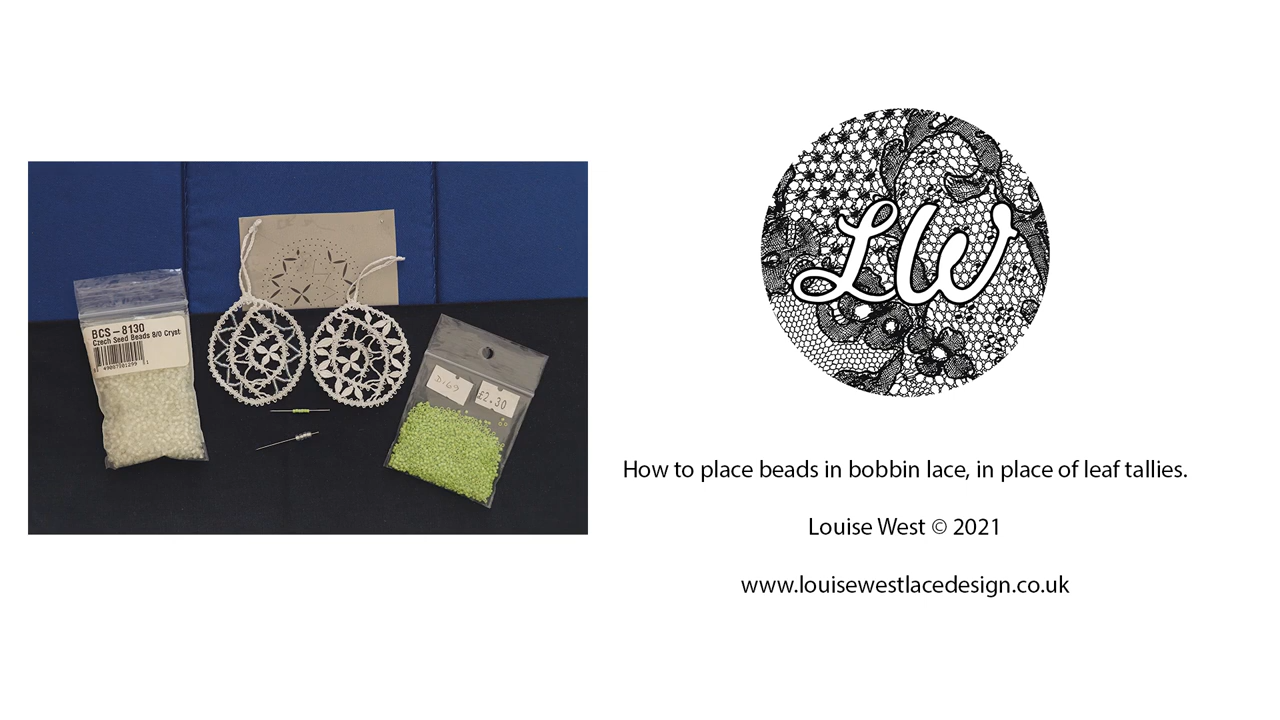 BCS-8130
Czech Seed Beads 8/0 Cryst
D169
£2.30
LW
How to place beads in bobbin lace, in place of leaf tallies.
Louise West © 2021
www.louisewestlacedesign.co.uk